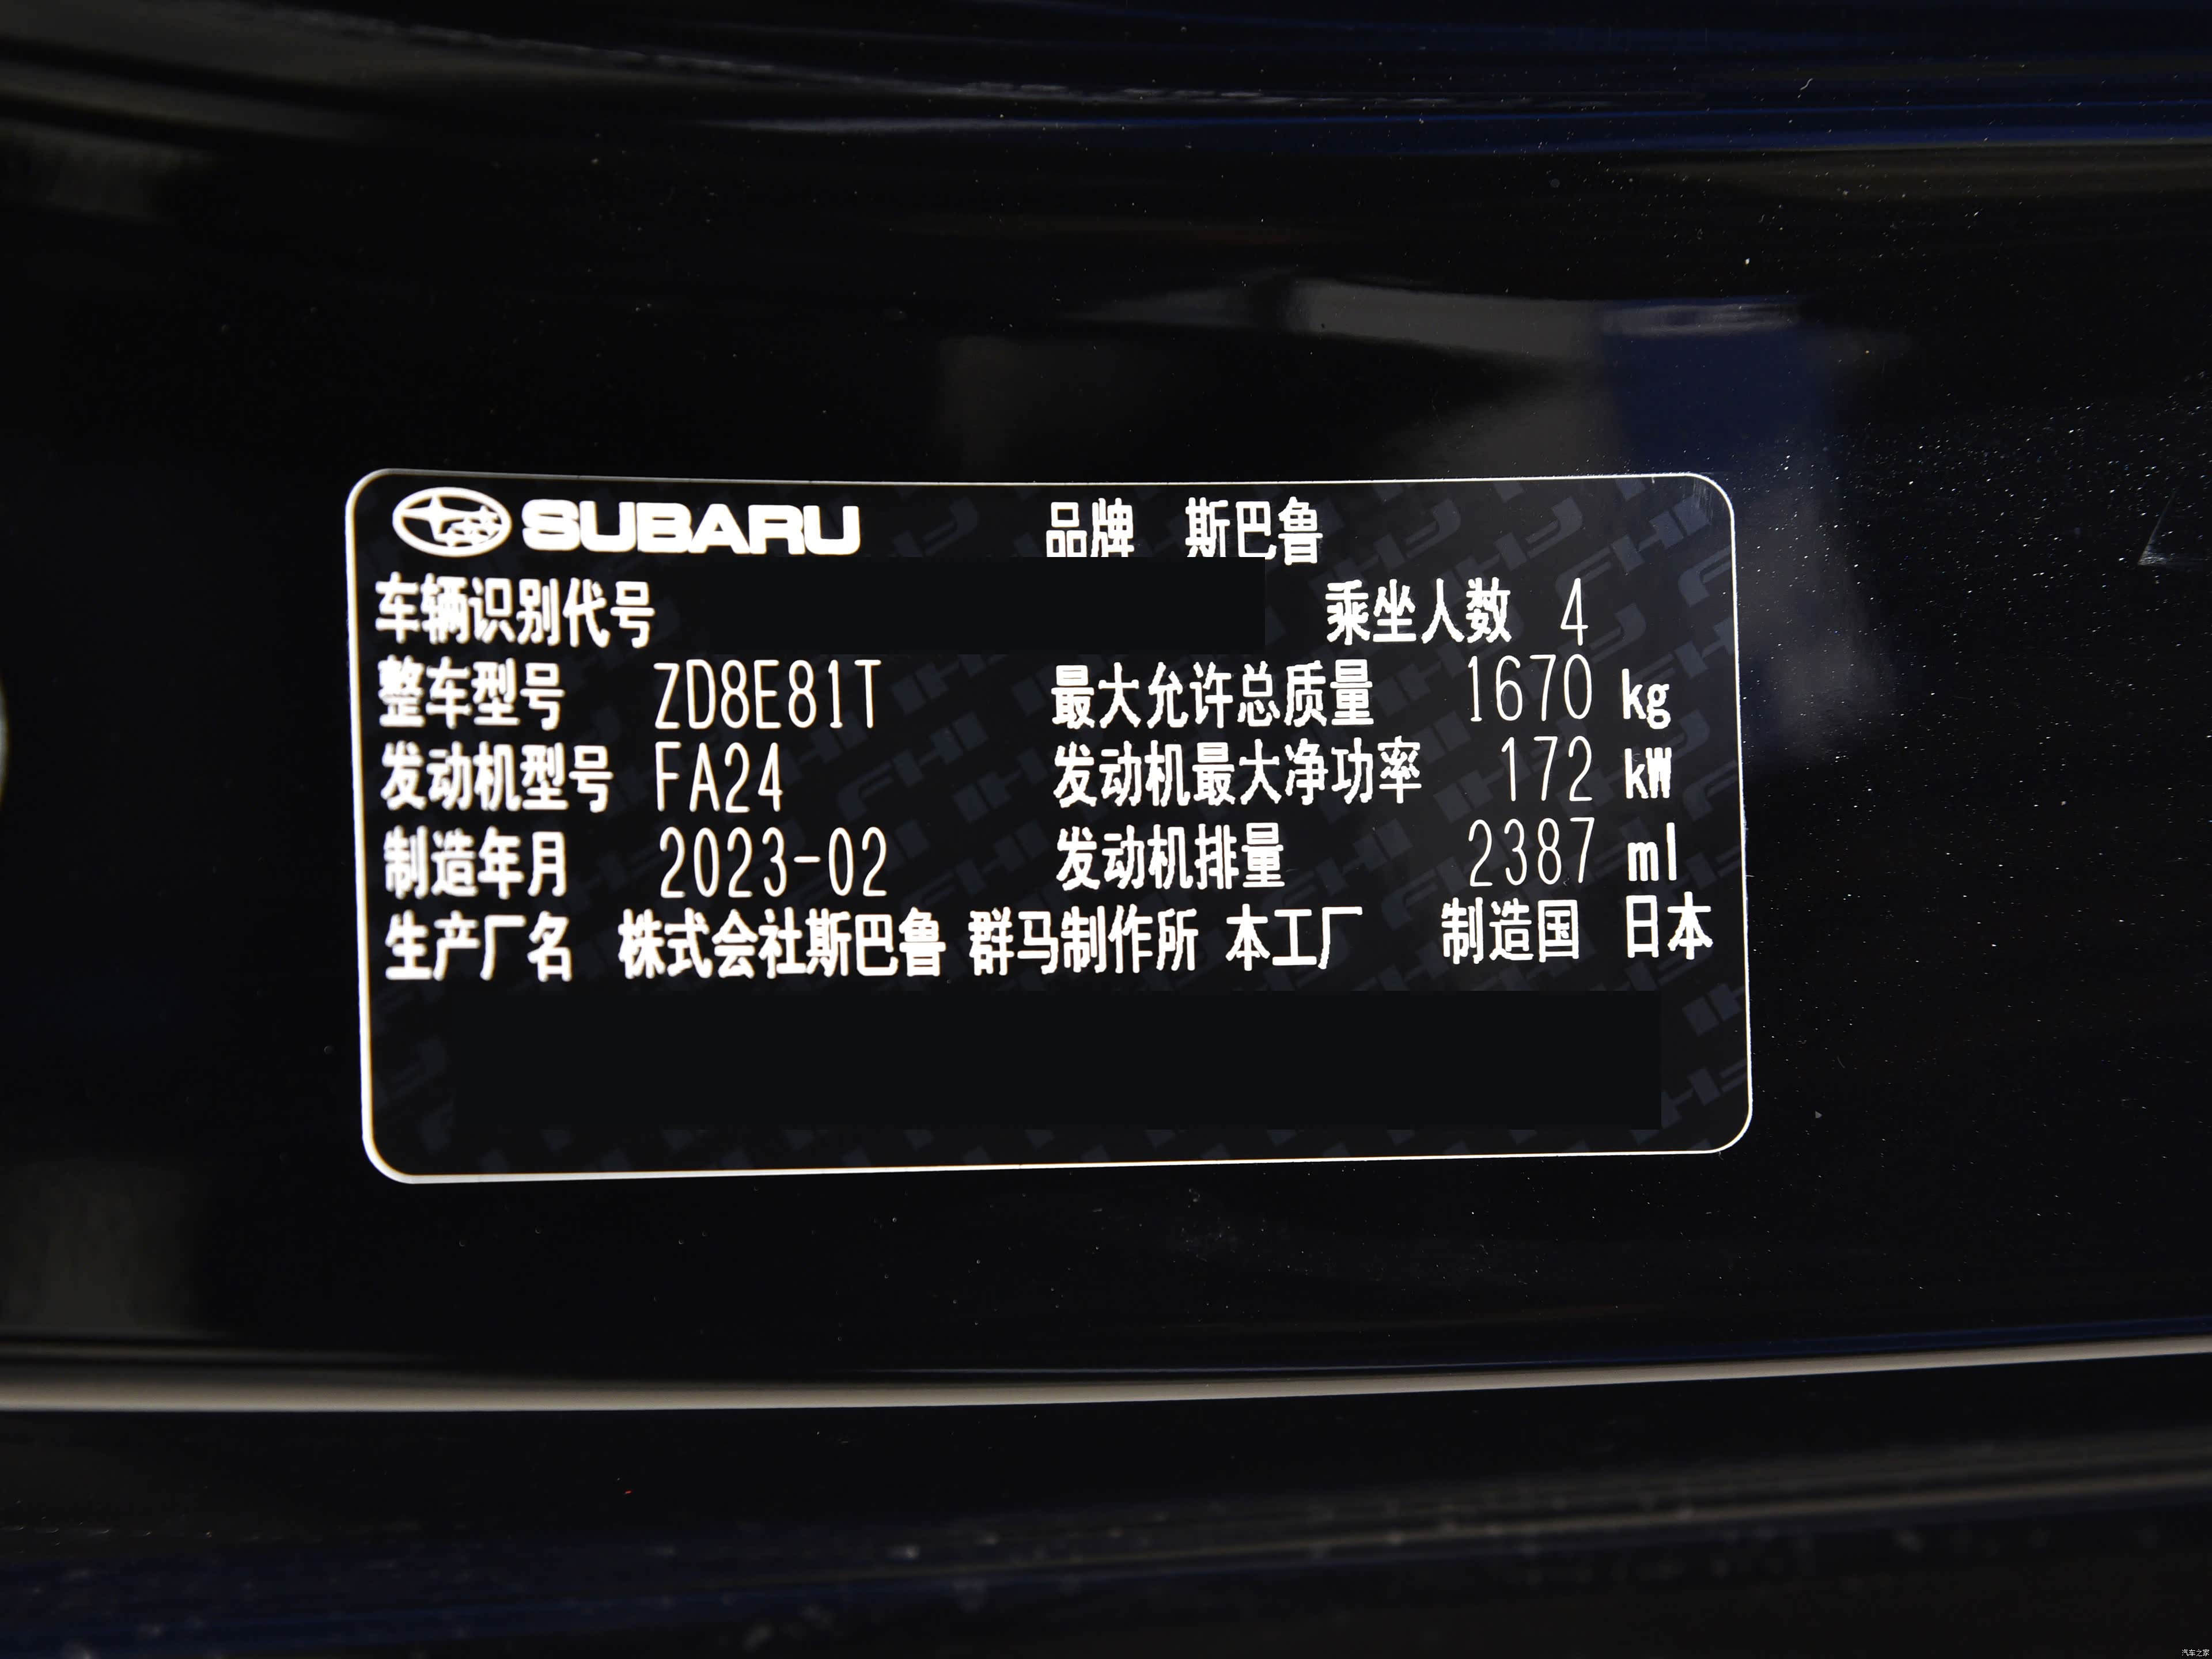 SUBARU 品牌 斯巴鲁
车辆识别代号 乘坐人数 4
整车型号 ZD8E81T 最大允许总质量 1670 kg
发动机型号 FA24 发动机最大净功率 172 kW
制造年月 2023-02 发动机排量 2387 ml
生产厂名 株式会社斯巴鲁 群马制作所 本工厂 制造国 日本
汽车之家